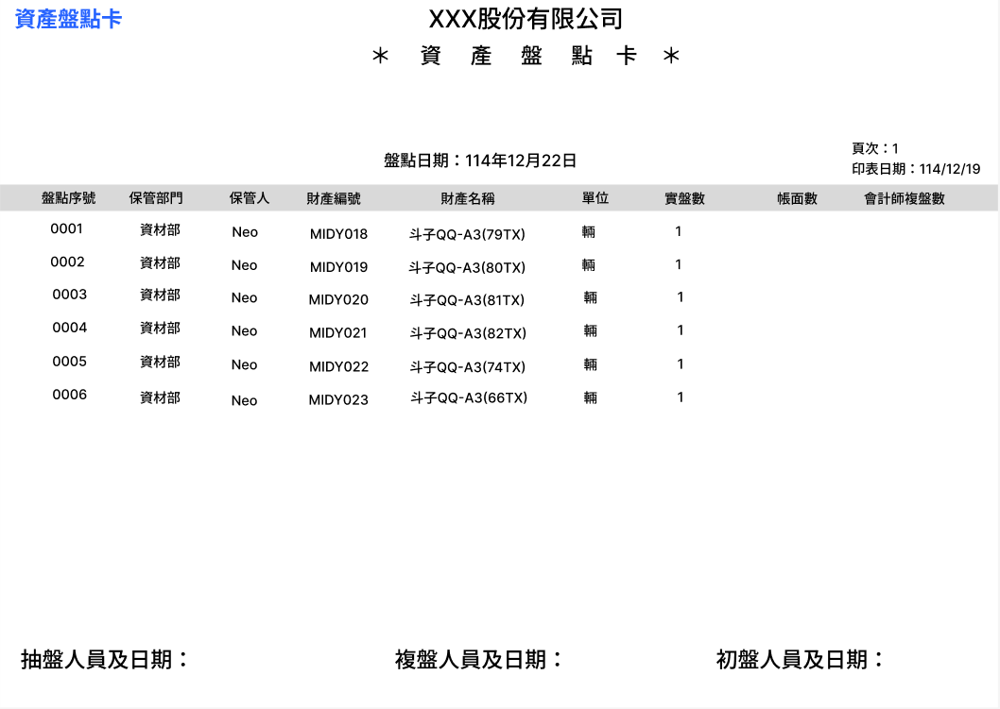 資產盤點卡
XXX股份有限公司
＊ 資 產 盤 點 卡 ＊
盤點日期：114年12月22日
頁次：1
印表日期：114/12/19
盤點序號 保管部門 保管人 財產編號 財產名稱 單位 實盤數 帳面數 會計師複盤數
0001 資材部 Neo MIDY018 斗子QQ-A3(79TX) 輛 1
0002 資材部 Neo MIDY019 斗子QQ-A3(80TX) 輛 1
0003 資材部 Neo MIDY020 斗子QQ-A3(81TX) 輛 1
0004 資材部 Neo MIDY021 斗子QQ-A3(82TX) 輛 1
0005 資材部 Neo MIDY022 斗子QQ-A3(74TX) 輛 1
0006 資材部 Neo MIDY023 斗子QQ-A3(66TX) 輛 1
抽盤人員及日期： 複盤人員及日期： 初盤人員及日期：